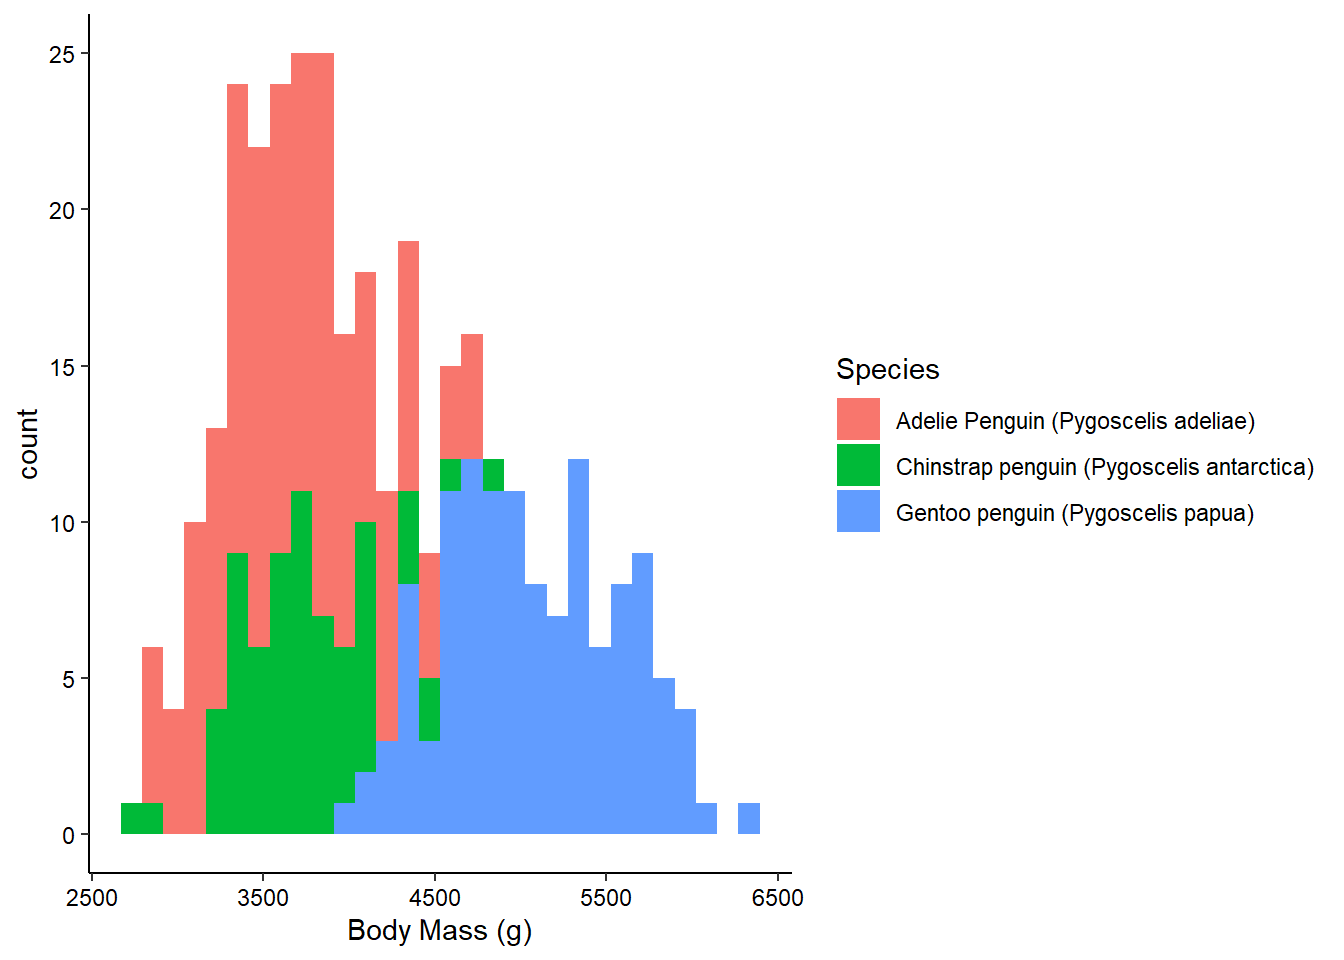 25
20
15
10
5
0
count
2500
3500
4500
5500
6500
Body Mass (g)
Species
Adelie Penguin (Pygoscelis adeliae)
Chinstrap penguin (Pygoscelis antarctica)
Gentoo penguin (Pygoscelis papua)